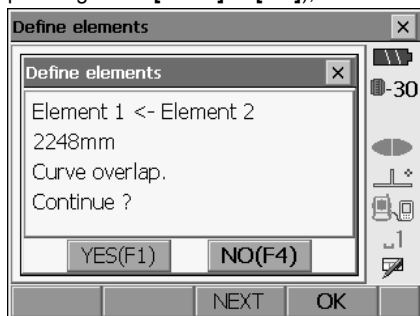 Define elements
Define elements
-30
Element 1 <- Element 2
2248mm
Curve overlap.
Continue ?
YES(F1) NO(F4)
1
NEXT OK